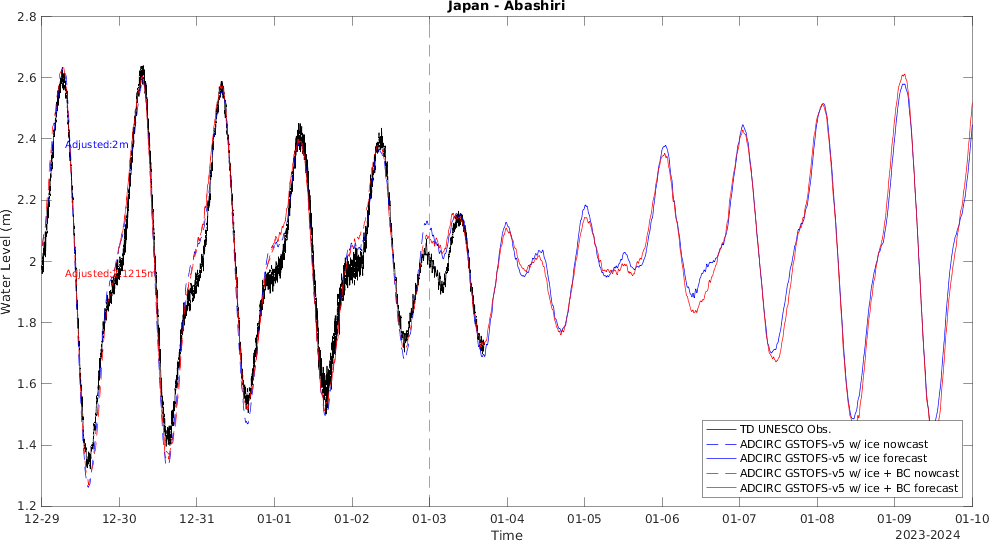 Japan - Abashiri
2.8
2.6
2.4
2.2
2
1.8
1.6
1.4
1.2
Water Level (m)
Adjusted:2m
1215m
TD UNESCO Obs.
ADCIRC GSTOFS-v5 w/ ice nowcast
ADCIRC GSTOFS-v5 w/ ice forecast
ADCIRC GSTOFS-v5 w/ ice + BC nowcast
ADCIRC GSTOFS-v5 w/ ice + BC forecast
12-29 12-30 12-31 01-01 01-02 01-03 01-04 01-05 01-06 01-07 01-08 01-09 01-10
Time
2023-2024